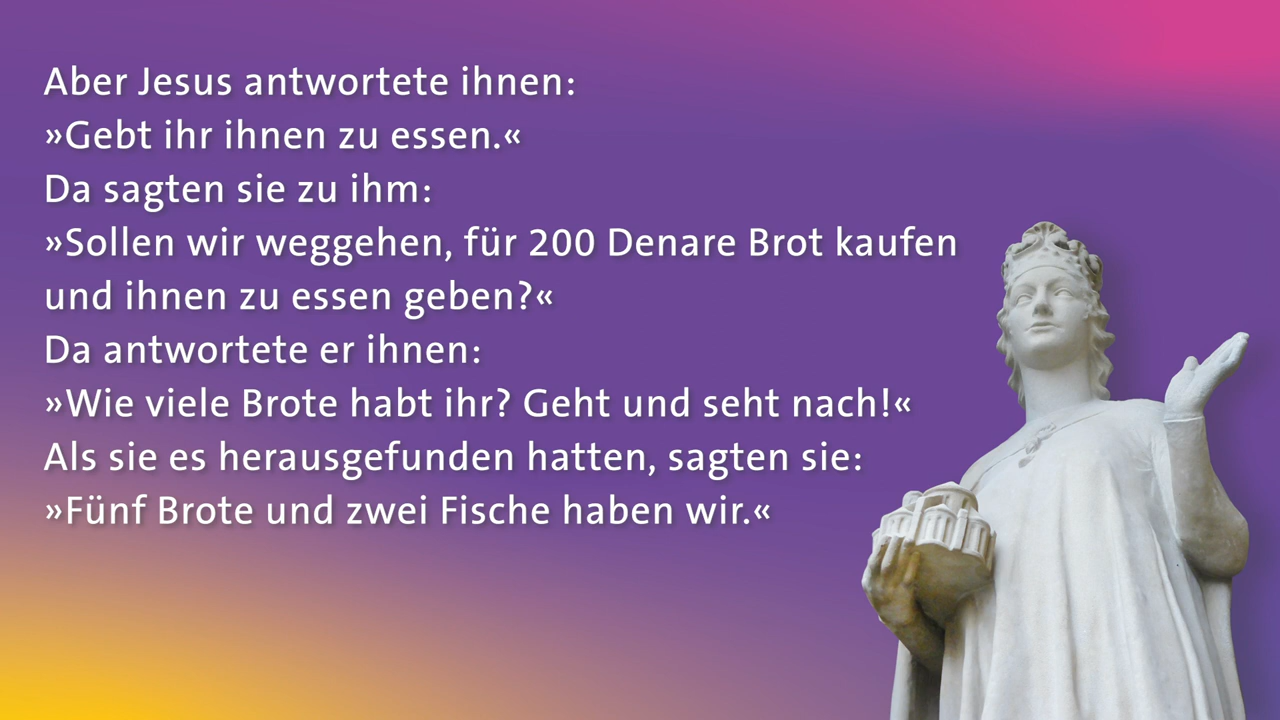 Aber Jesus antwortete ihnen:
»Gebt ihr ihnen zu essen.«
Da sagten sie zu ihm:
»Sollen wir weggehen, für 200 Denare Brot kaufen
und ihnen zu essen geben?«
Da antwortete er ihnen:
»Wie viele Brote habt ihr? Geht und seht nach!«
Als sie es herausgefunden hatten, sagten sie:
»Fünf Brote und zwei Fische haben wir.«